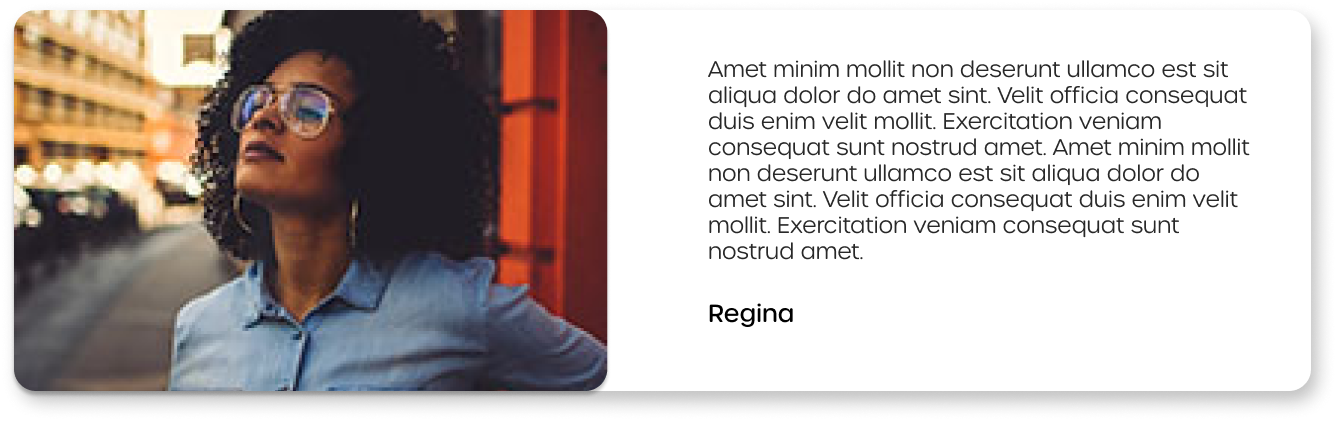 Amet minim mollit non deserunt ullamco est sit
aliqua dolor do amet sint. Velit officia consequat
duis enim velit mollit. Exercitation veniam
consequat sunt nostrud amet. Amet minim mollit
non deserunt ullamco est sit aliqua dolor do
amet sint. Velit officia consequat duis enim velit
mollit. Exercitation veniam consequat sunt
nostrud amet.
Regina